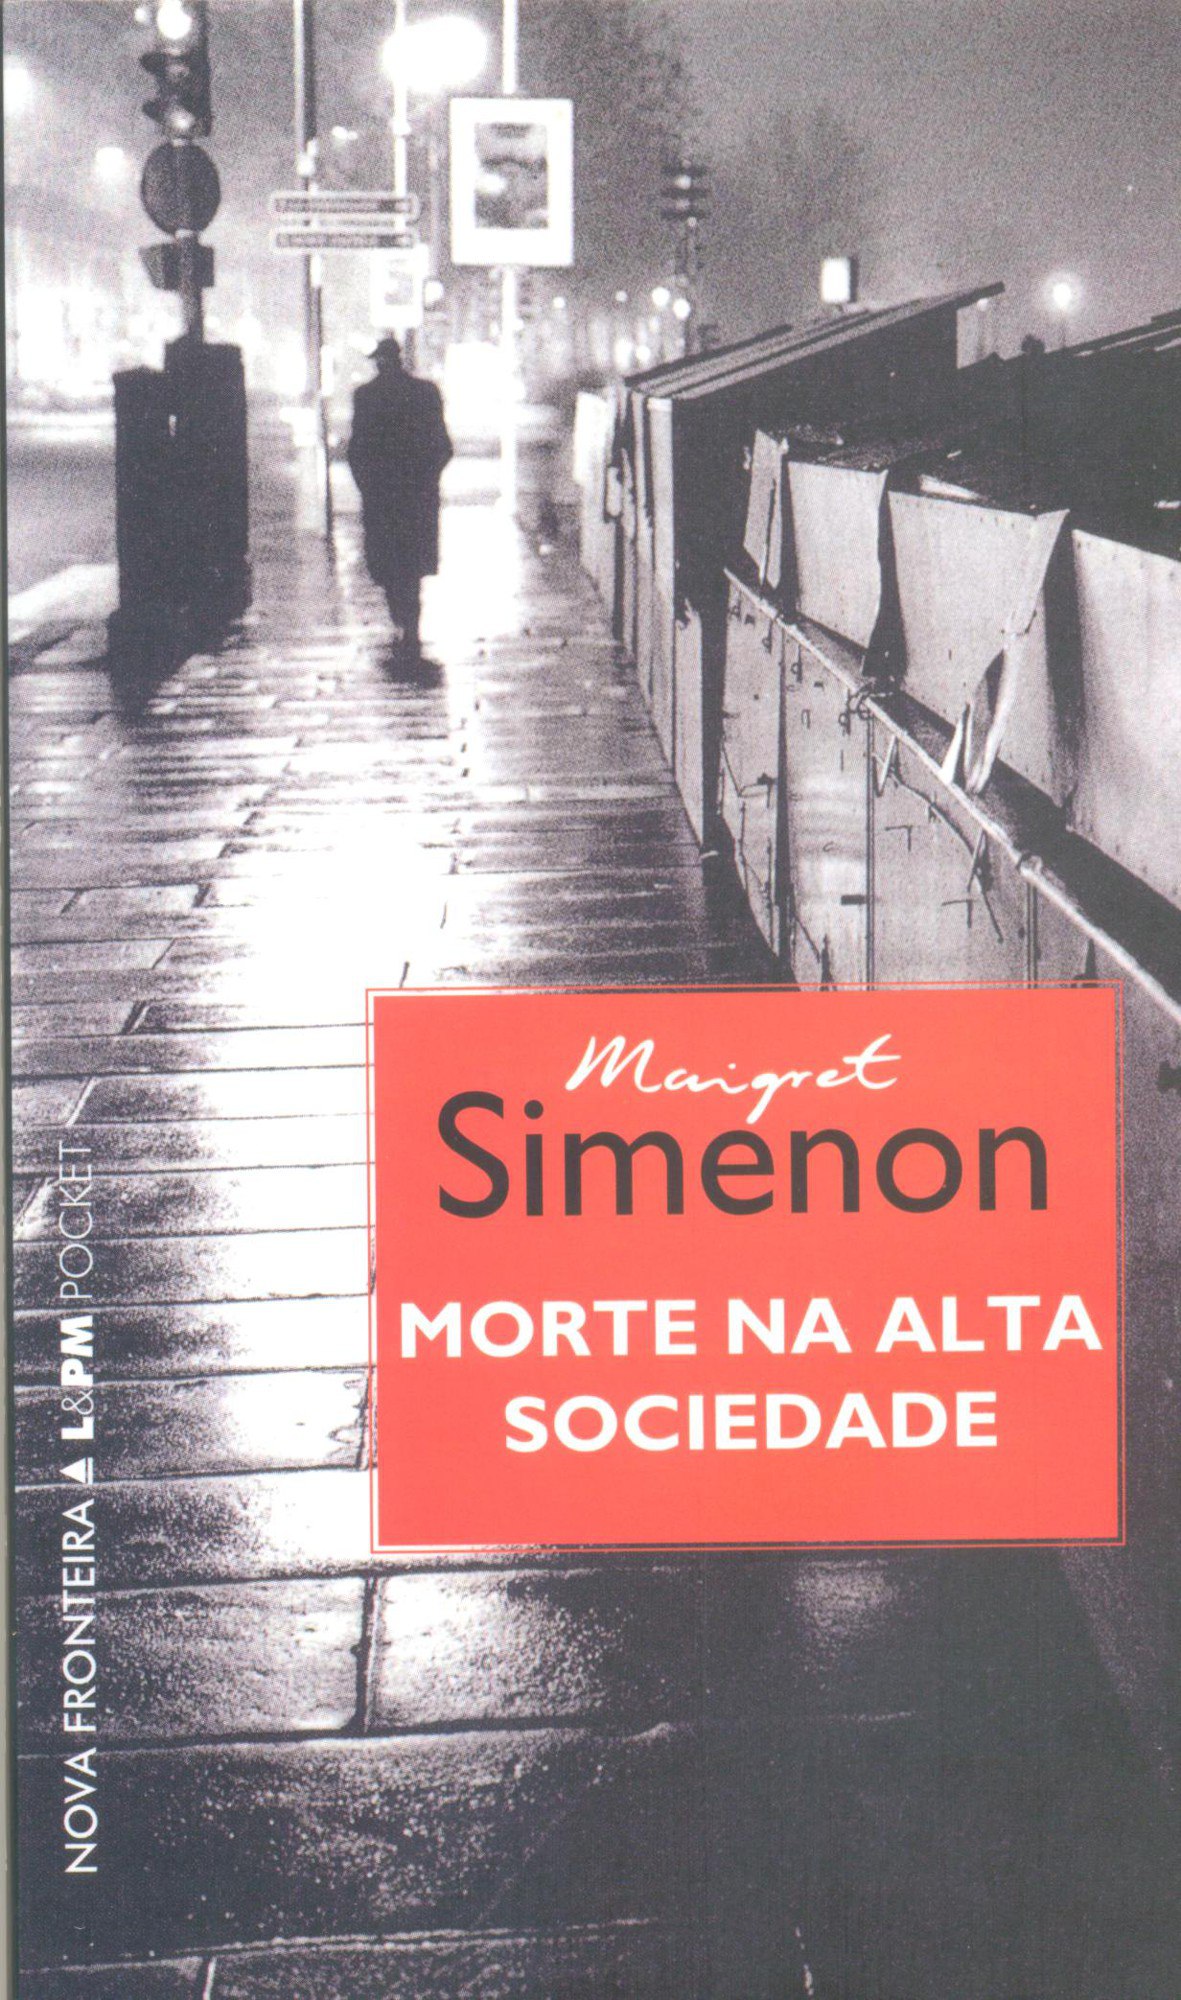 Maigret
Simenon
MORTE NA ALTA
SOCIEDADE
NOVA FRONTEIRA L&PM POCKET